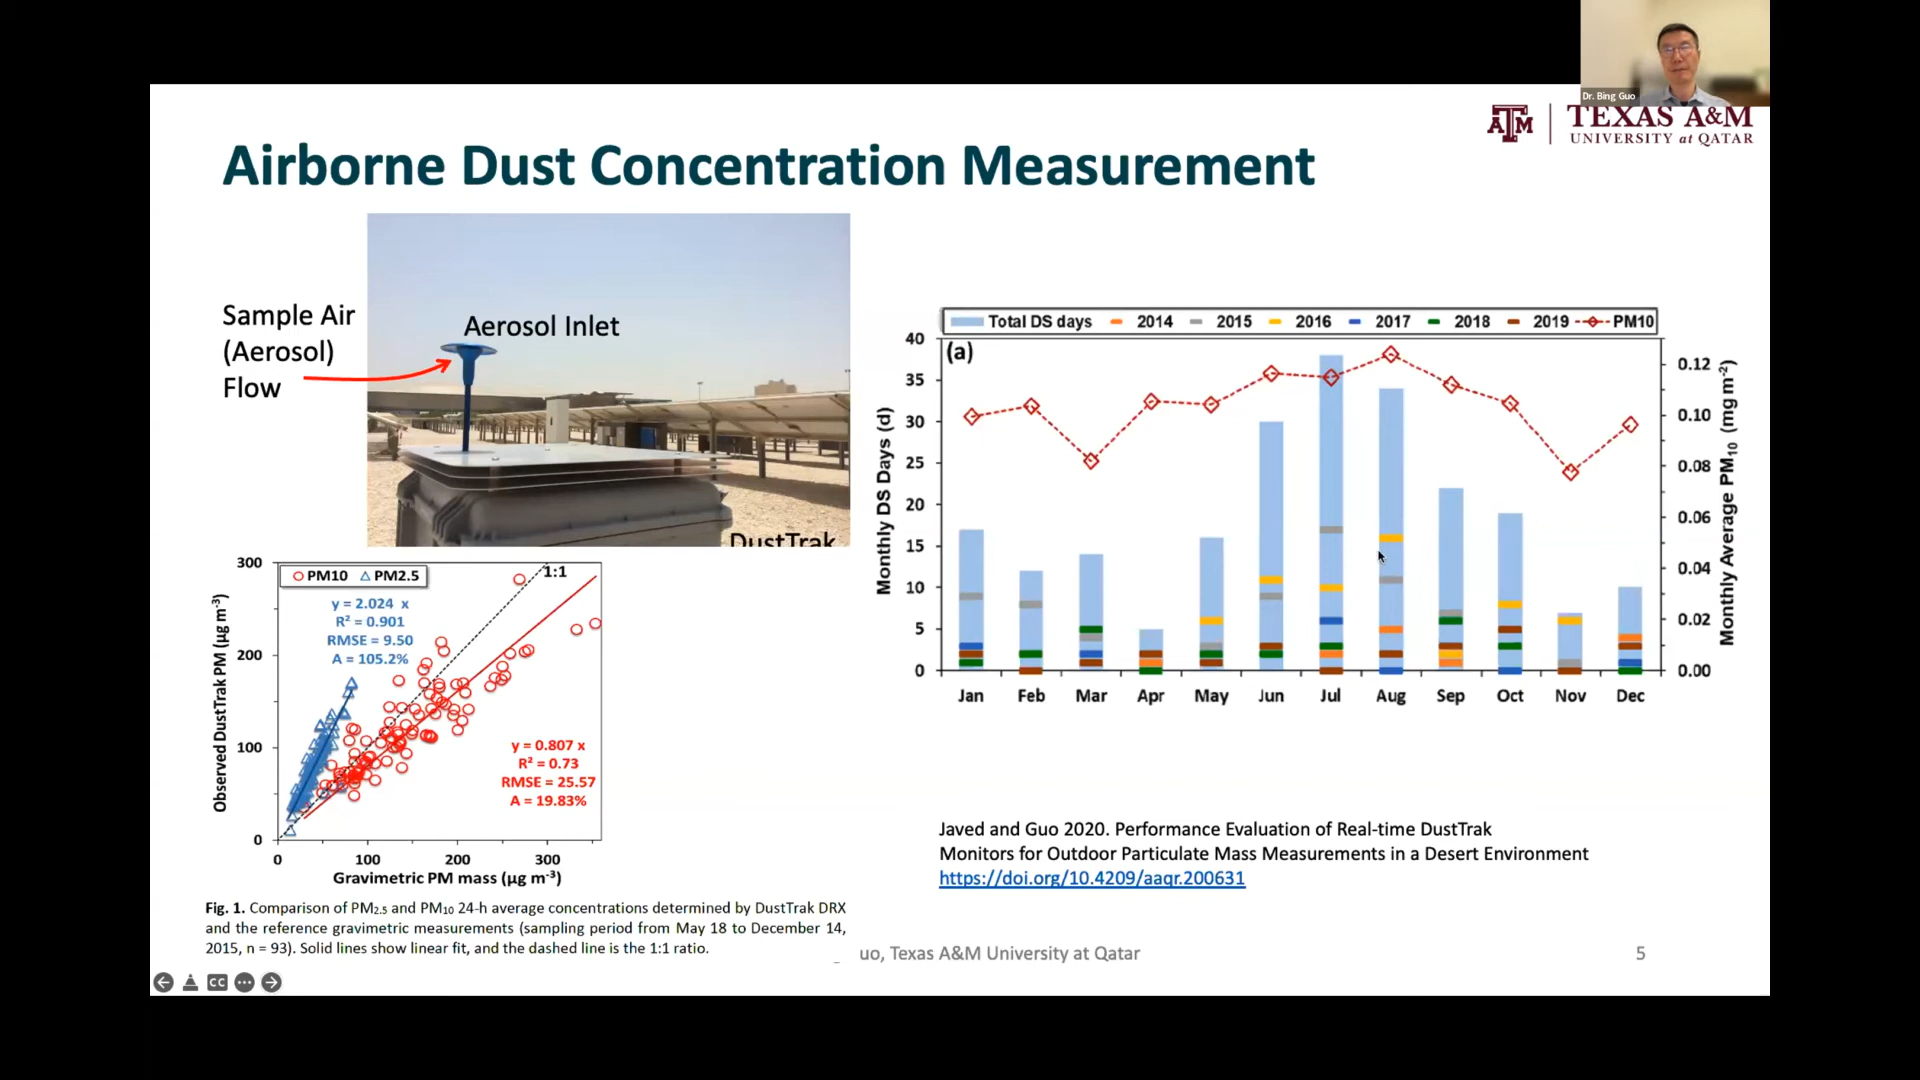 Dr. Bing Guo
TEXAS A&M
UNIVERSITY at QATAR
Airborne Dust Concentration Measurement
Sample Air
(Aerosol)
Flow
Aerosol Inlet
DustTrak
300
200
100
0
Observed DustTrak PM (µg m-3)
PM10 PM2.5
1:1
y = 2.024 x
R² = 0.901
RMSE = 9.50
A = 105.2%
y = 0.807 x
R² = 0.73
RMSE = 25.57
A = 19.83%
0 100 200 300
Gravimetric PM mass (µg m-3)
Fig. 1. Comparison of PM2.5 and PM10 24-h average concentrations determined by DustTrak DRX
and the reference gravimetric measurements (sampling period from May 18 to December 14,
2015, n = 93). Solid lines show linear fit, and the dashed line is the 1:1 ratio.
Total DS days 2014 2015 2016 2017 2018 2019 PM10
(a)
40
35
30
25
20
15
10
5
0
Monthly DS Days (d)
0.12
0.10
0.08
0.06
0.04
0.02
0.00
Monthly Average PM10 (mg m-2)
Jan Feb Mar Apr May Jun Jul Aug Sep Oct Nov Dec
Javed and Guo 2020. Performance Evaluation of Real-time DustTrak
Monitors for Outdoor Particulate Mass Measurements in a Desert Environment
https://doi.org/10.4209/aaqr.200631
uo, Texas A&M University at Qatar
5
CC